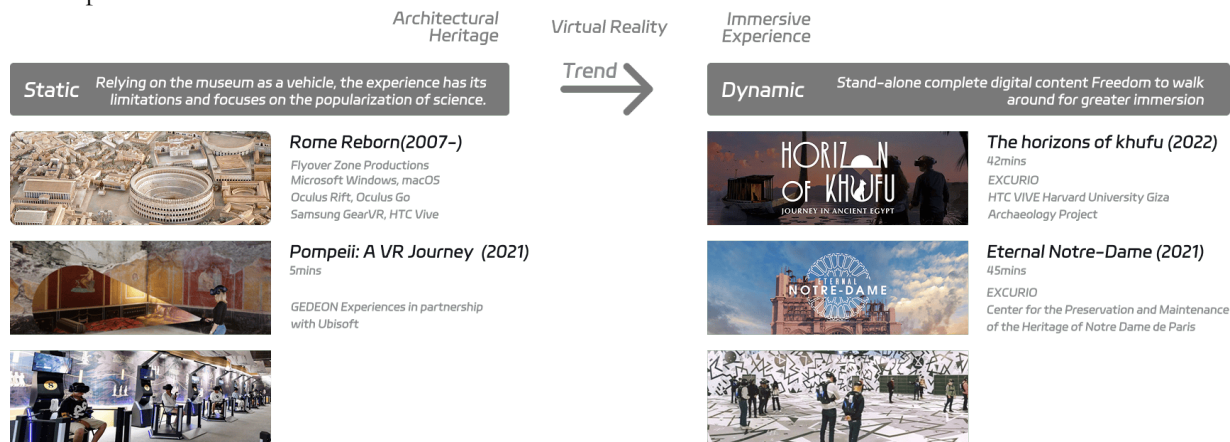 Architectural
Heritage
Virtual Reality
Immersive
Experience
Static
Relying on the museum as a vehicle, the experience has its
limitations and focuses on the popularization of science.
Trend
Dynamic
Stand-alone complete digital content Freedom to walk
around for greater immersion
Rome Reborn(2007-)
Flyover Zone Productions
Microsoft Windows, macOS
Oculus Rift, Oculus Go
Samsung GearVR, HTC Vive
Pompeii: A VR Journey (2021)
5mins
GEDEON Experiences in partnership
with Ubisoft
HORIZON
OF KHUFU
JOURNEY IN ANCIENT EGYPT
The horizons of khufu (2022)
42mins
EXCURIO
HTC VIVE Harvard University Giza
Archaeology Project
ETERNAL
NOTRE-DAME
Eternal Notre-Dame (2021)
45mins
EXCURIO
Center for the Preservation and Maintenance
of the Heritage of Notre Dame de Paris